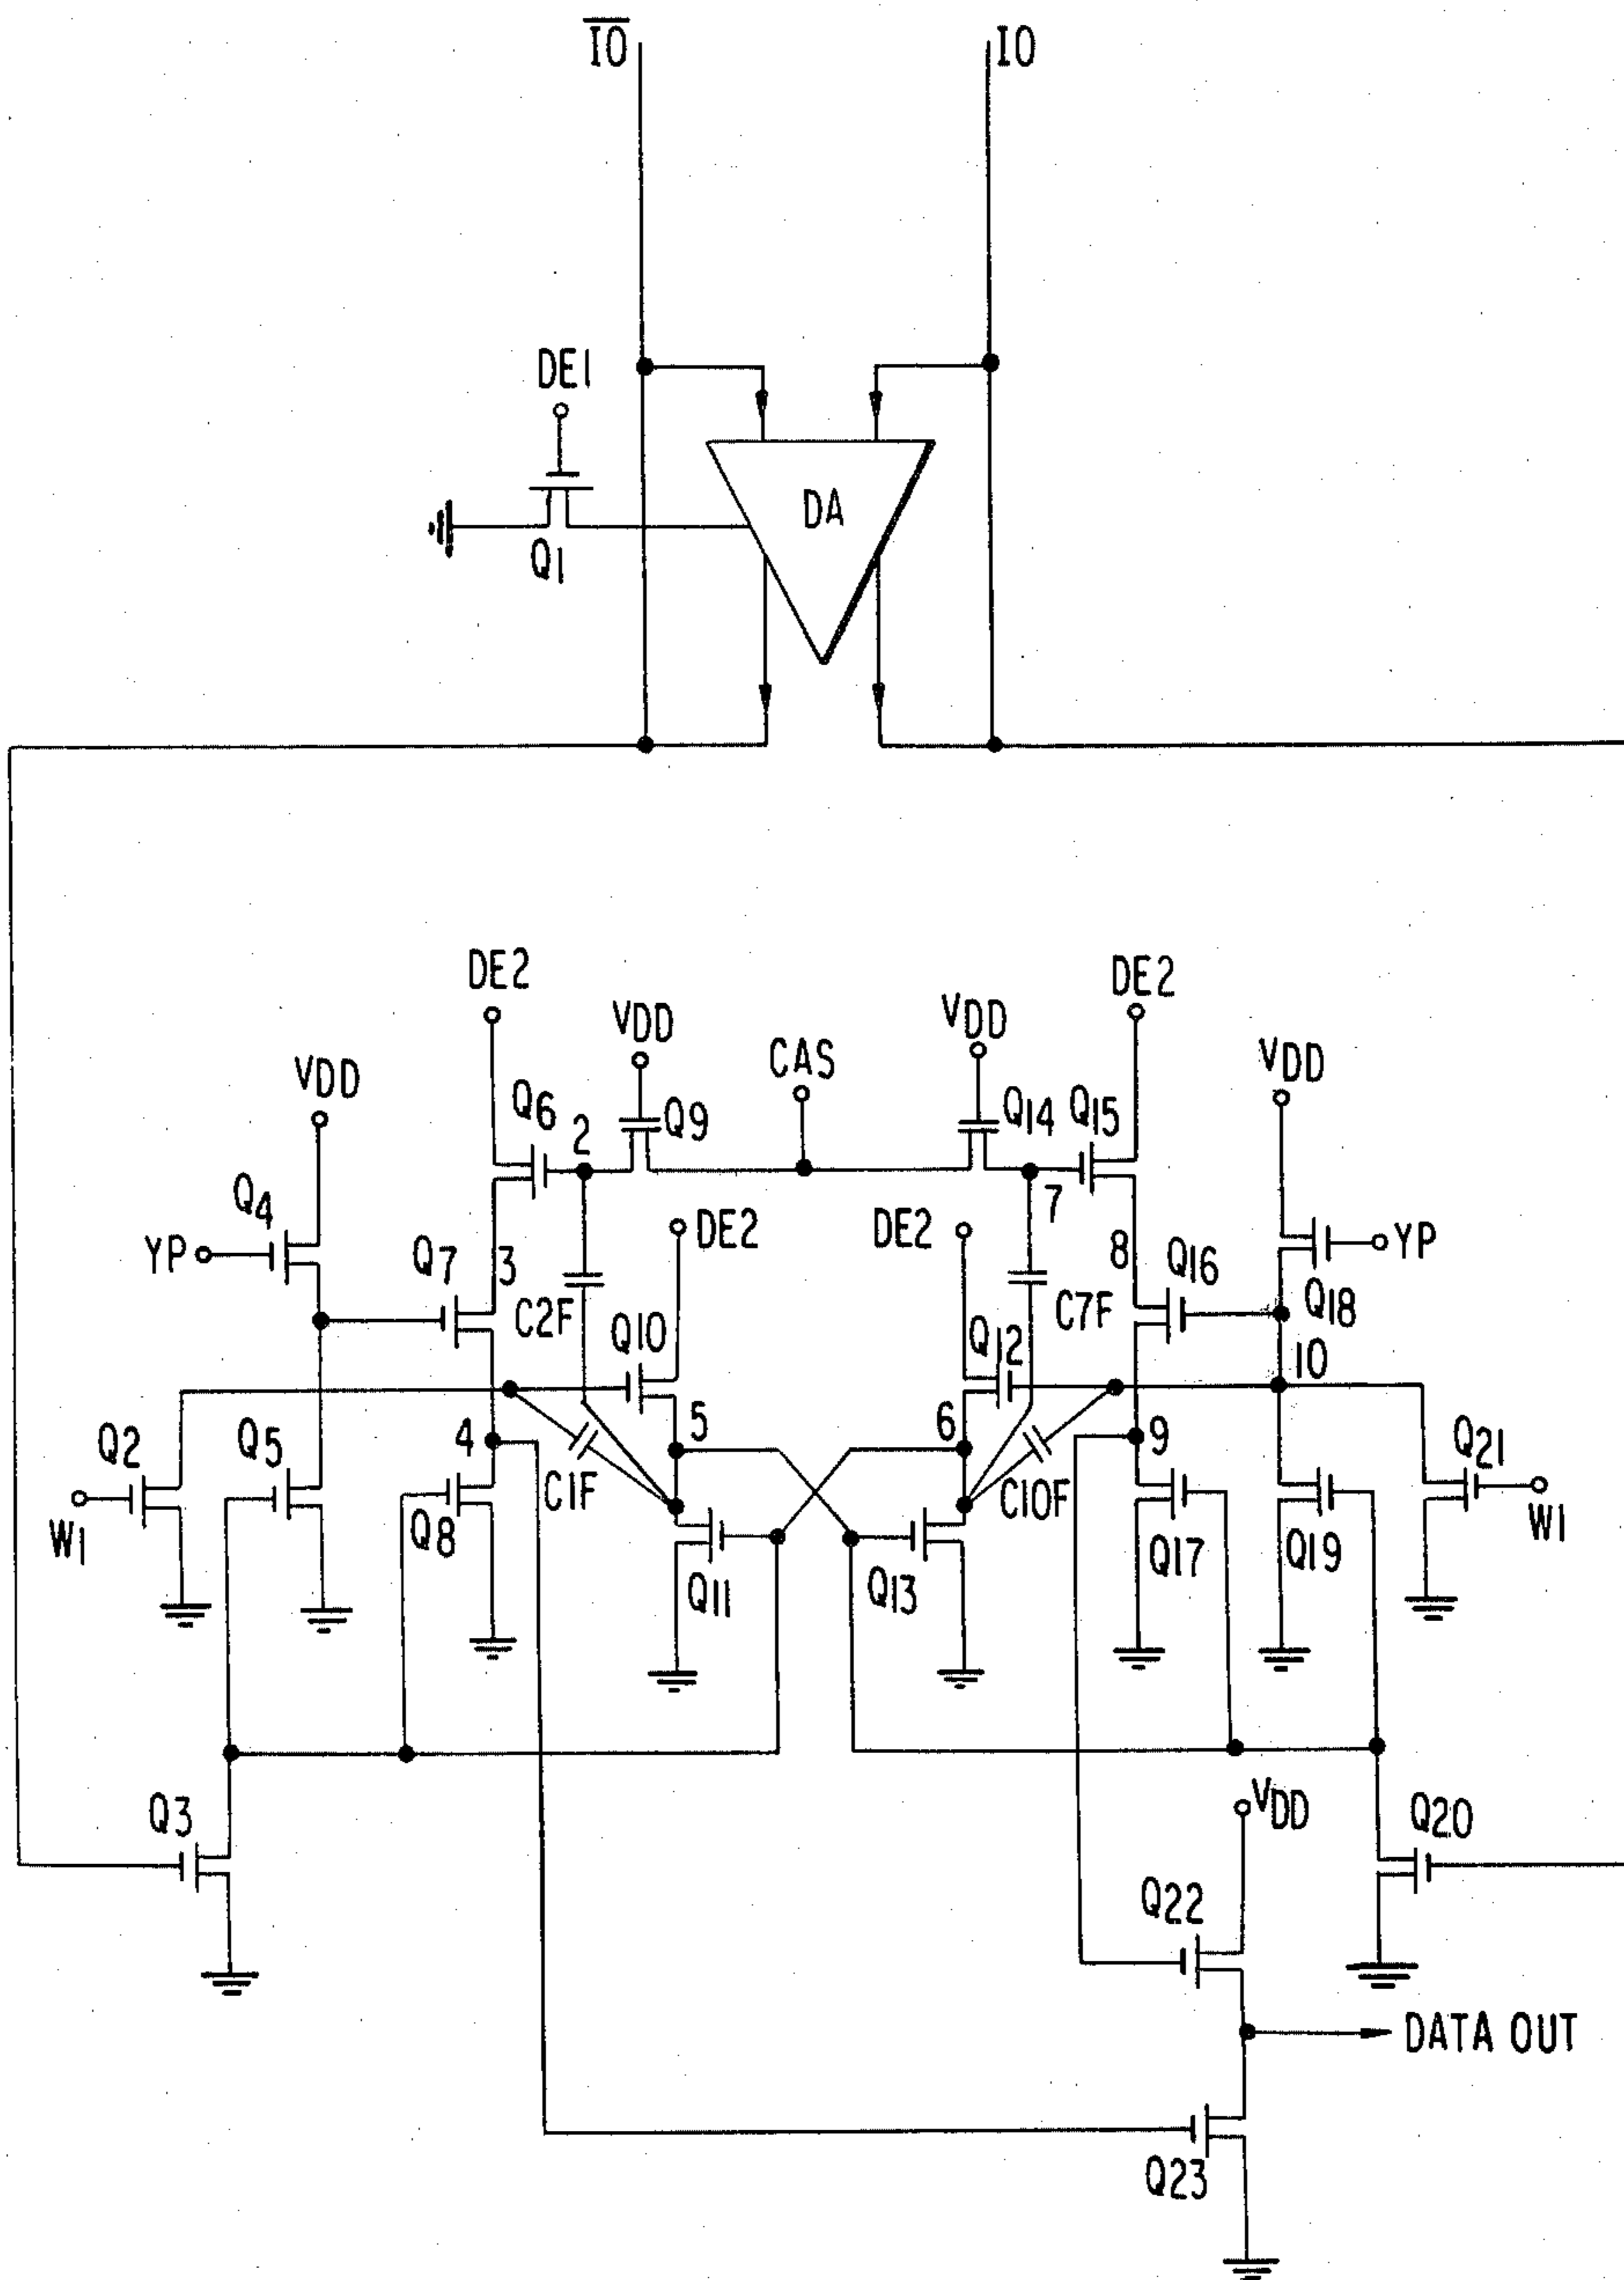 I̅O̅ IO
DE1
DA
Q1
DE2 DE2
VDD CAS VDD
VDD VDD
Q6 2 Q9 Q14 Q15
Q4 7
DE2 DE2
YP Q7 3 8 Q16 YP
C2F C7F Q18
Q10 Q12 10
4 5 6 9
Q2 Q5 Q21
C1F C10F
W1 Q8 Q17 Q19 W1
Q11 Q13
VDD
Q3 Q20
Q22
DATA OUT
Q23